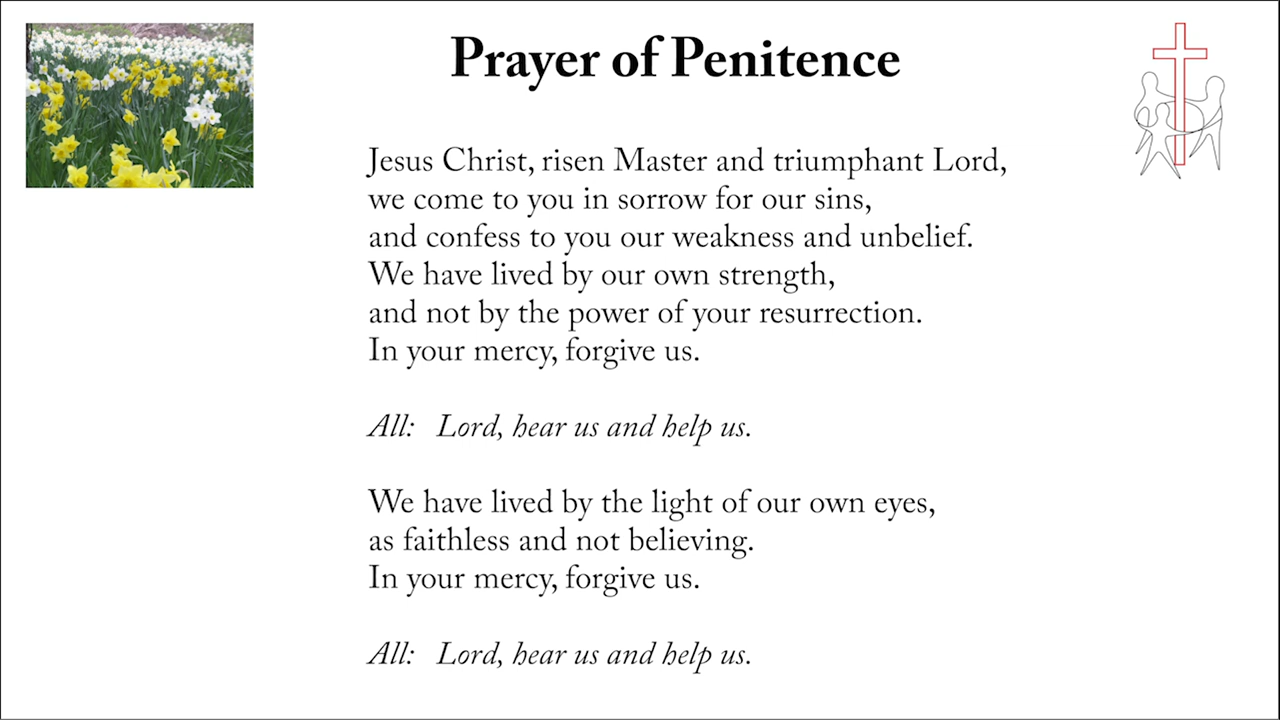 Prayer of Penitence
Jesus Christ, risen Master and triumphant Lord,
we come to you in sorrow for our sins,
and confess to you our weakness and unbelief.
We have lived by our own strength,
and not by the power of your resurrection.
In your mercy, forgive us.
All: Lord, hear us and help us.
We have lived by the light of our own eyes,
as faithless and not believing.
In your mercy, forgive us.
All: Lord, hear us and help us.